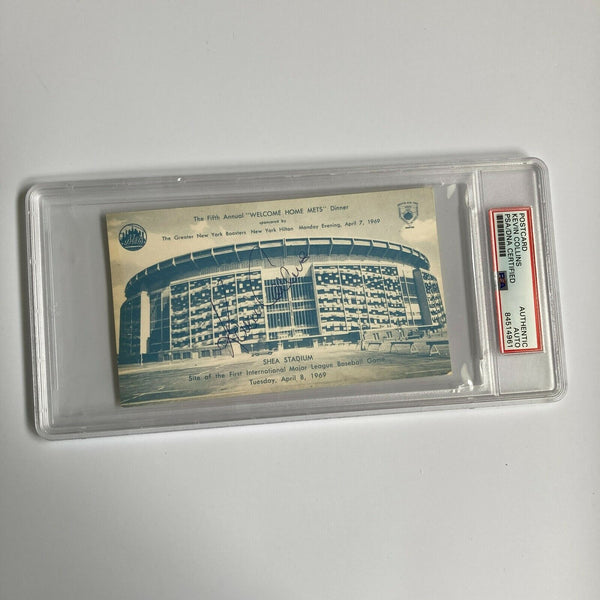 The Fifth Annual "WELCOME HOME METS" Dinner
sponsored by
The Greater New York Boosters New York Hilton Monday Evening, April 7, 1969
SHEA STADIUM
Site of the First International Major League Baseball Game
Tuesday, April 8, 1969
POSTCARD
KEVIN COLLINS
PSA/DNA CERTIFIED
PSA
AUTHENTIC
AUTO
84514961